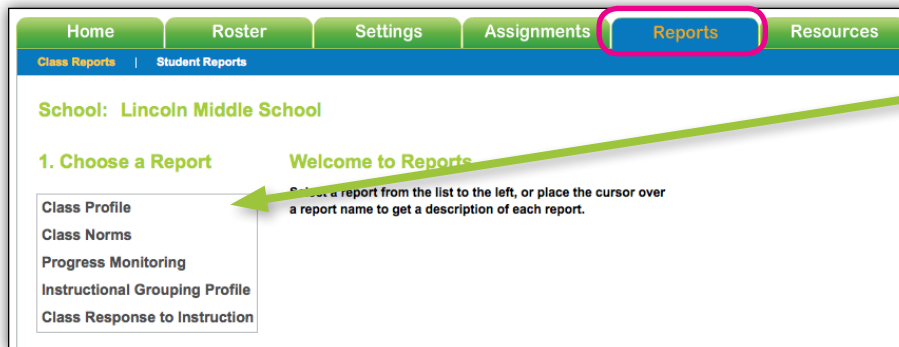 Home Roster Settings Assignments Reports Resources
Class Reports | Student Reports
School: Lincoln Middle School
1. Choose a Report
Welcome to Reports
Select a report from the list to the left, or place the cursor over
a report name to get a description of each report.
Class Profile
Class Norms
Progress Monitoring
Instructional Grouping Profile
Class Response to Instruction